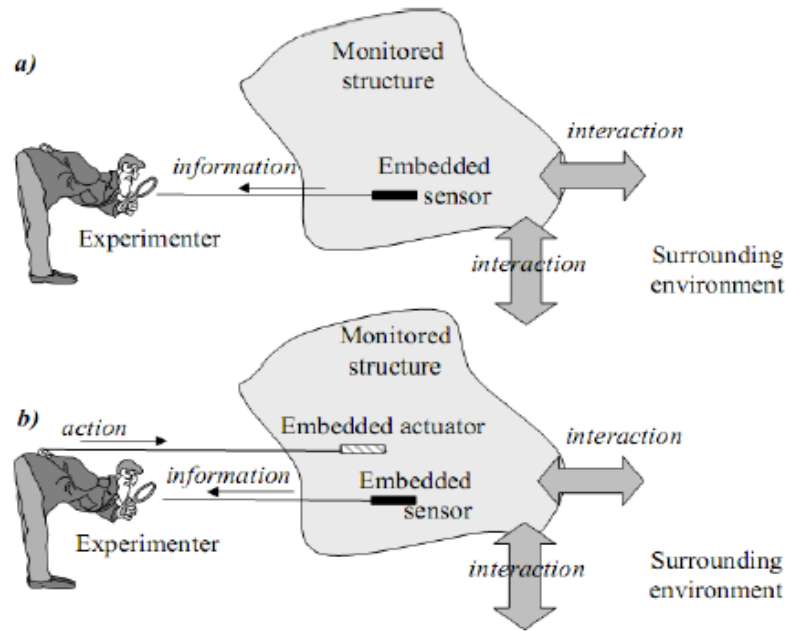 a)
Monitored
structure
interaction
information
Embedded
sensor
Experimenter
interaction
Surrounding
environment
Monitored
structure
b)
action
Embedded actuator
interaction
information
Embedded
sensor
Experimenter
interaction
Surrounding
environment